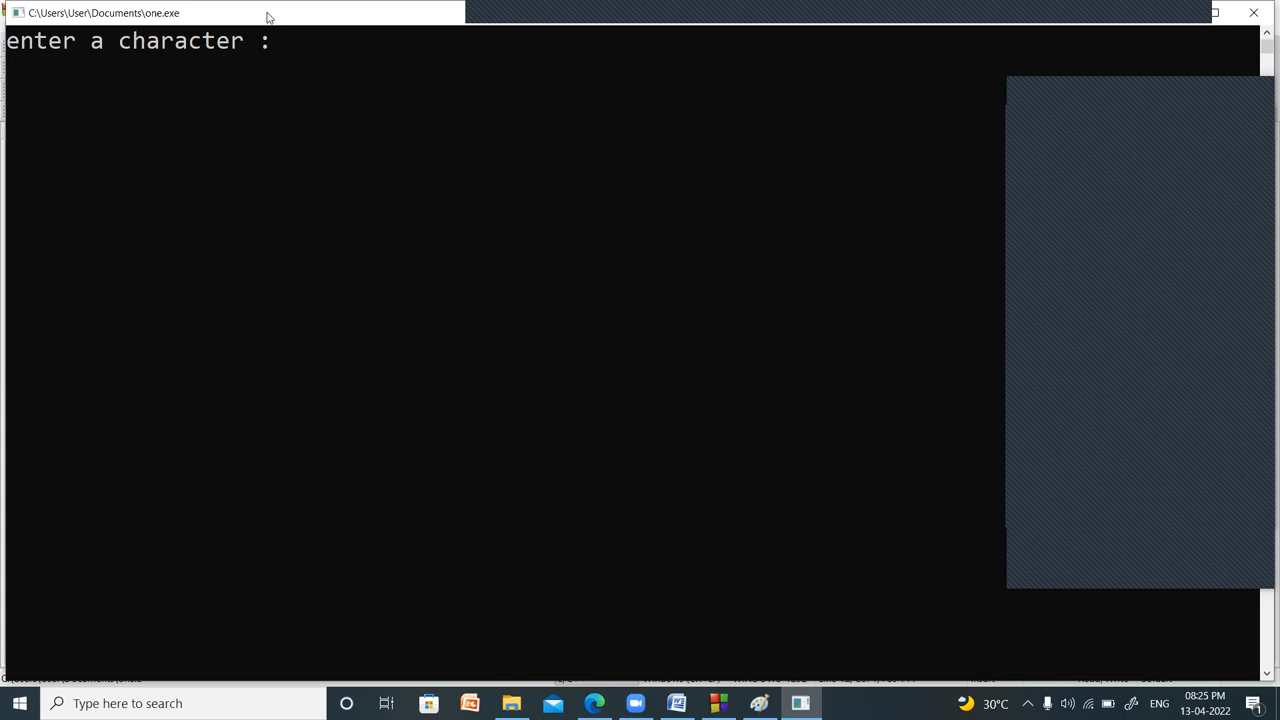 C:\Users\User\Documents\one.exe
enter a character :
Type here to search
30°C
ENG
08:25 PM
13-04-2022
1